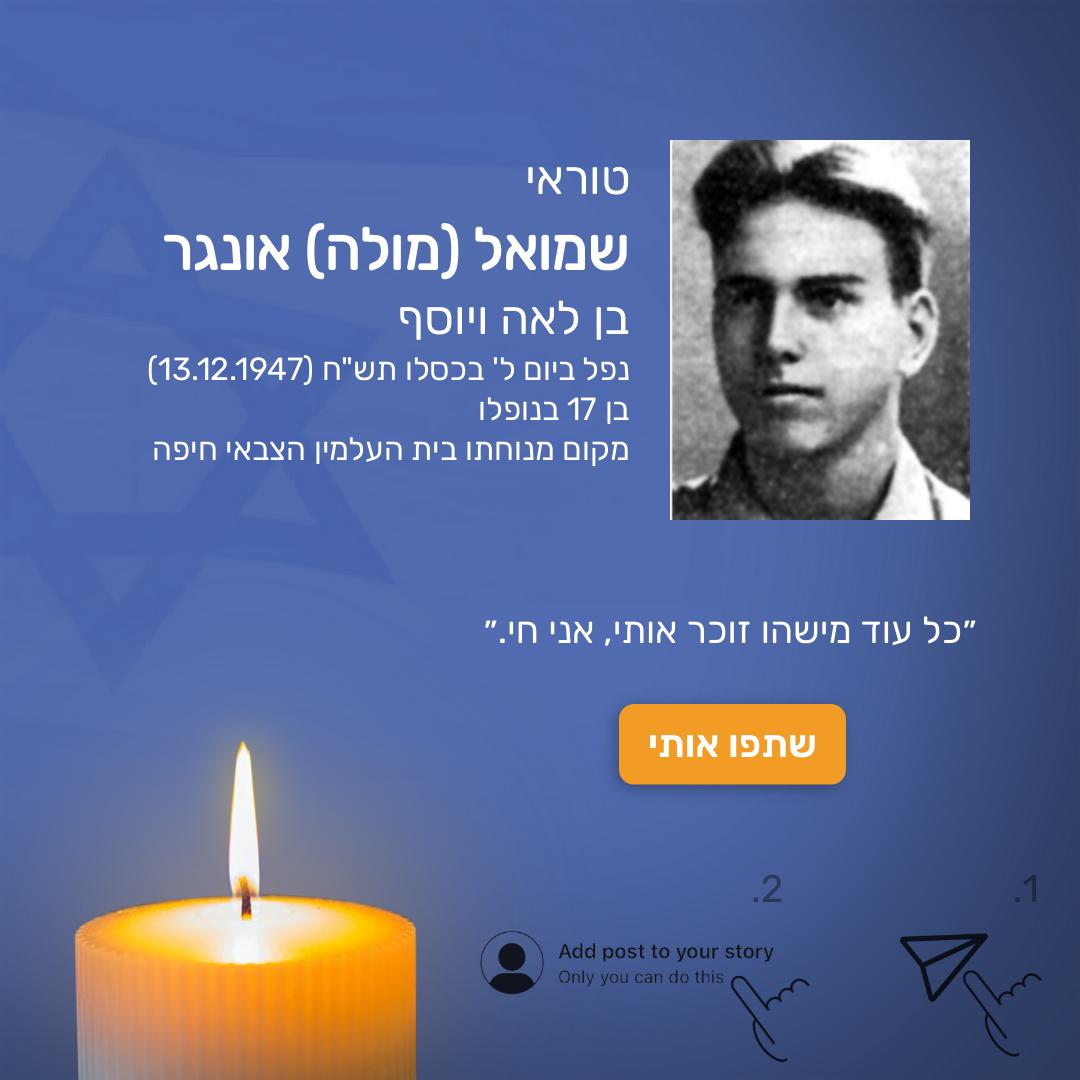 טוראי
שמואל (מולה) אונגר
בן לאה ויוסף
נפל ביום ל' בכסלו תש"ח (13.12.1947)
בן 17 בנופלו
מקום מנוחתו בית העלמין הצבאי חיפה
״כל עוד מישהו זוכר אותי, אני חי.״
שתפו אותי
1.
2.
Add post to your story
Only you can do this